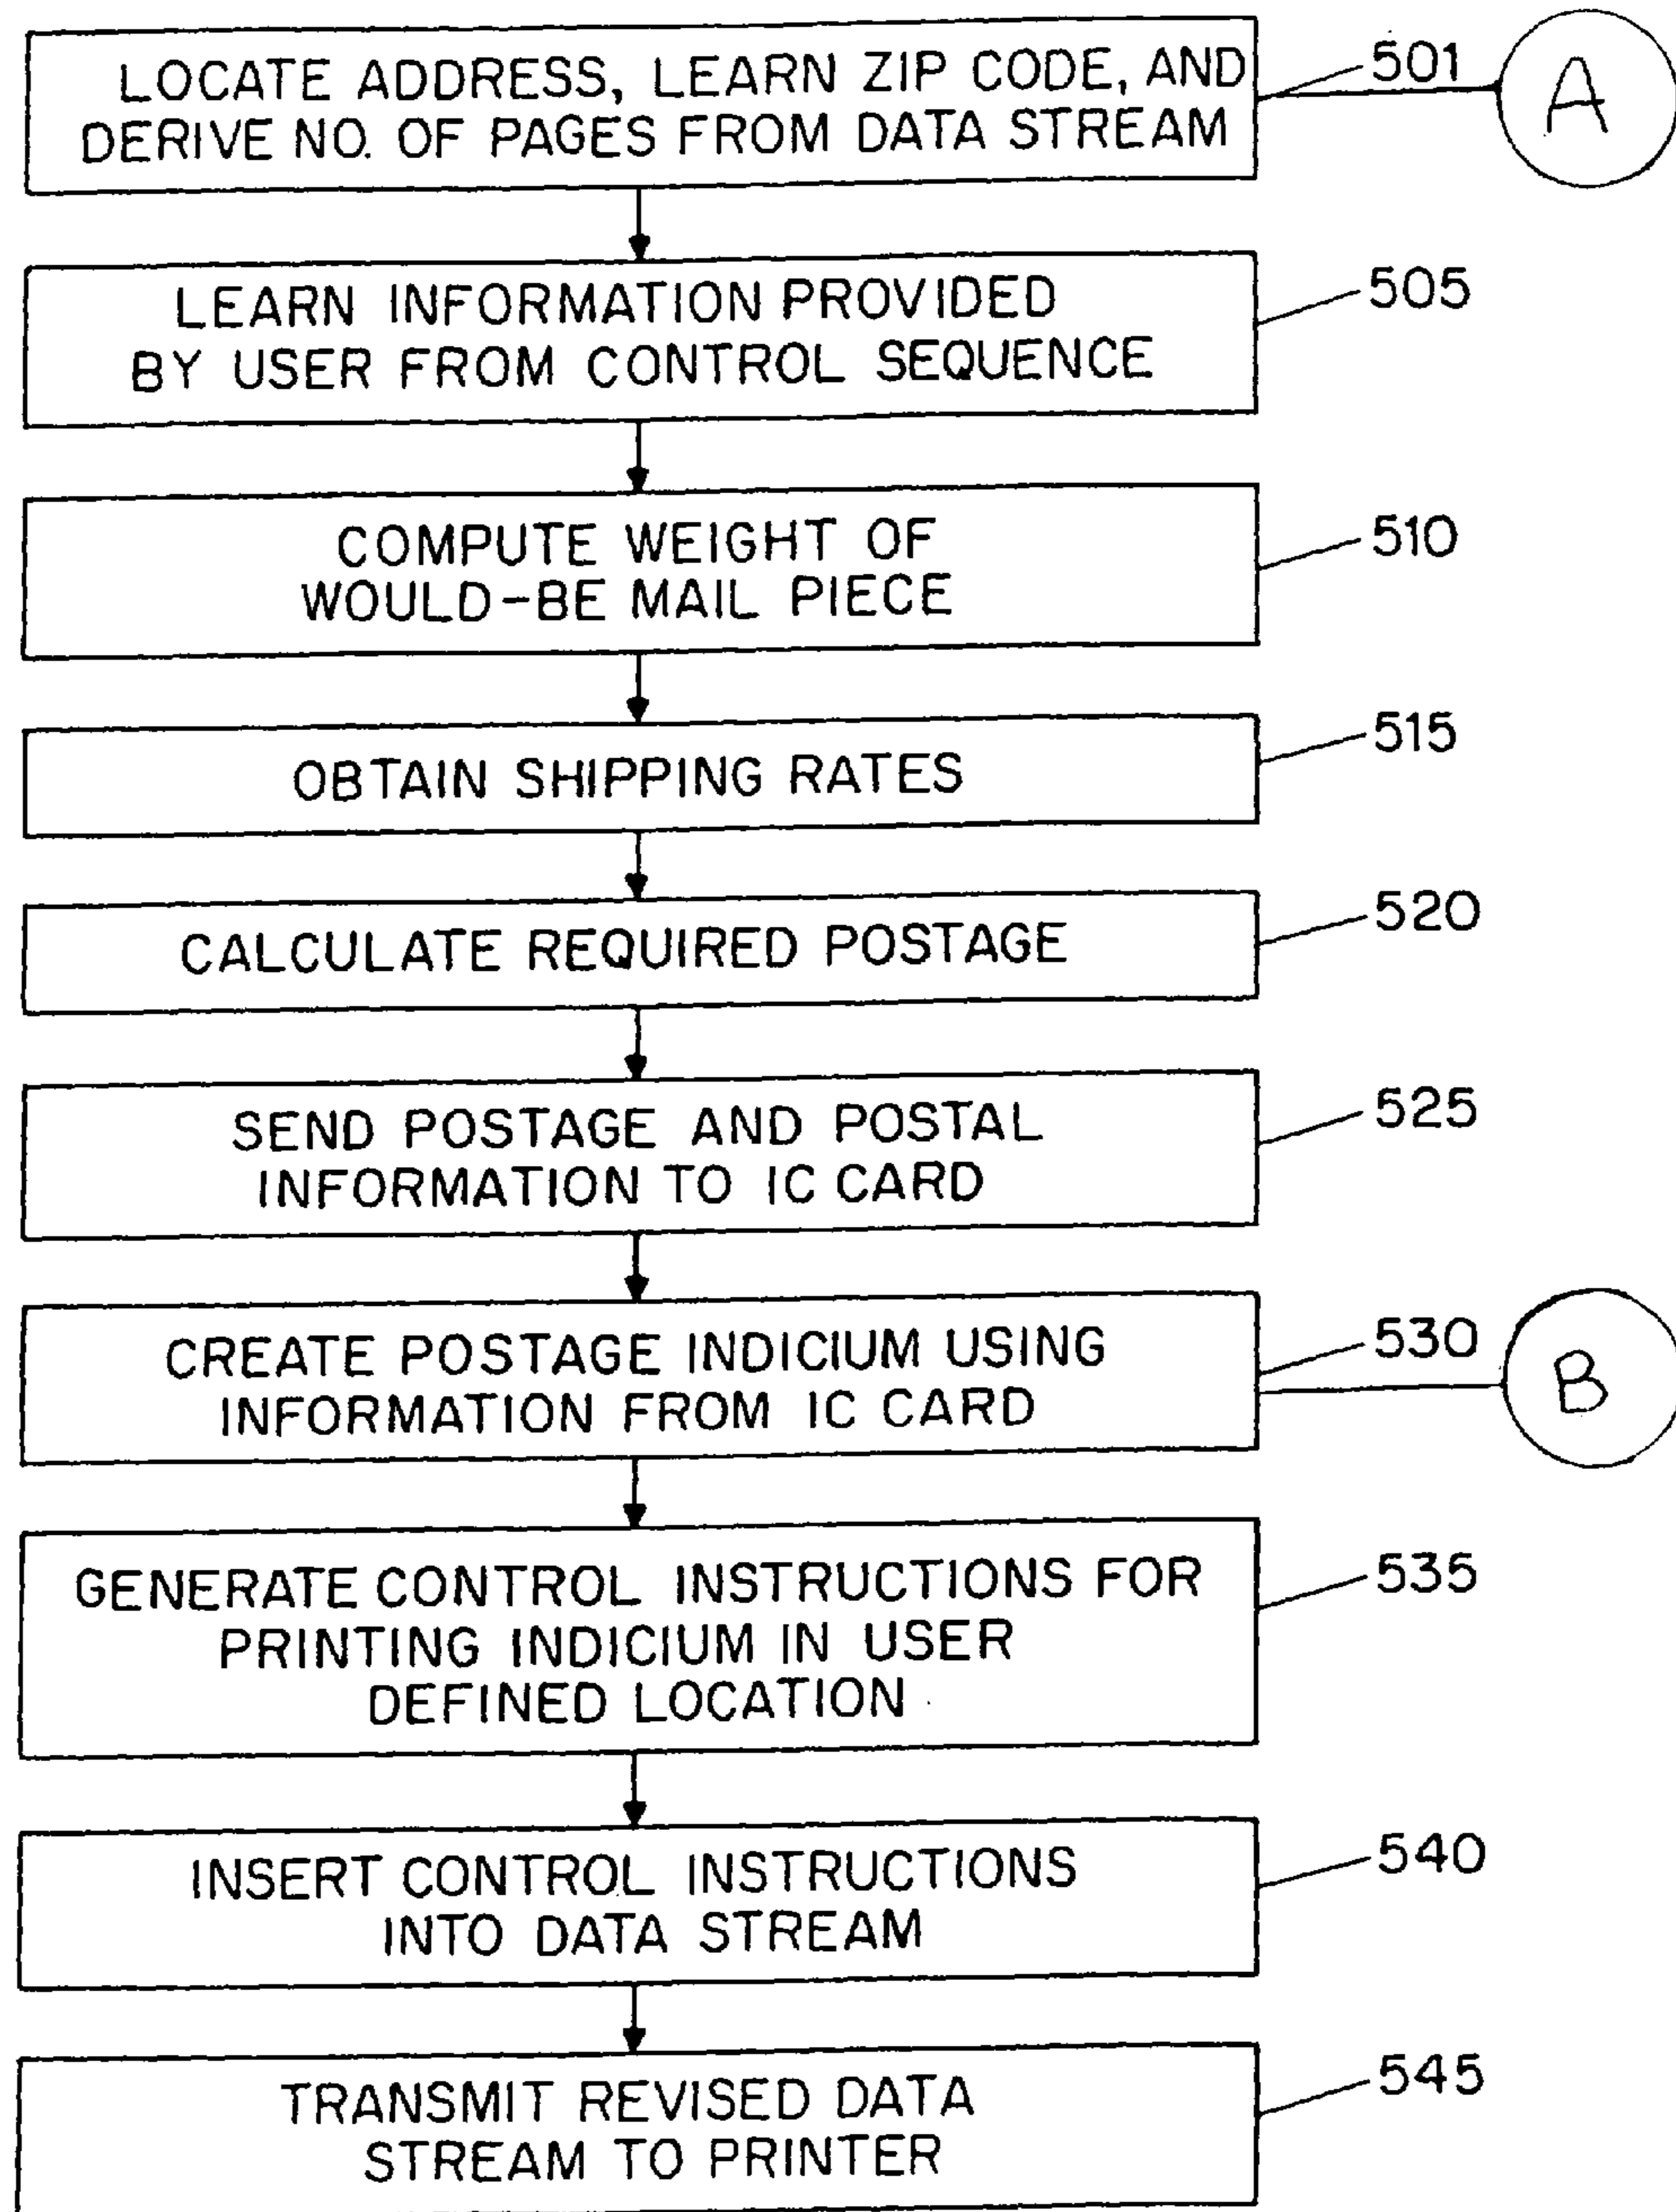 LOCATE ADDRESS, LEARN ZIP CODE, AND
DERIVE NO. OF PAGES FROM DATA STREAM
501
A
LEARN INFORMATION PROVIDED
BY USER FROM CONTROL SEQUENCE
505
COMPUTE WEIGHT OF
WOULD-BE MAIL PIECE
510
OBTAIN SHIPPING RATES
515
CALCULATE REQUIRED POSTAGE
520
SEND POSTAGE AND POSTAL
INFORMATION TO IC CARD
525
CREATE POSTAGE INDICIUM USING
INFORMATION FROM IC CARD
530
B
GENERATE CONTROL INSTRUCTIONS FOR
PRINTING INDICIUM IN USER
DEFINED LOCATION
535
INSERT CONTROL INSTRUCTIONS
INTO DATA STREAM
540
TRANSMIT REVISED DATA
STREAM TO PRINTER
545